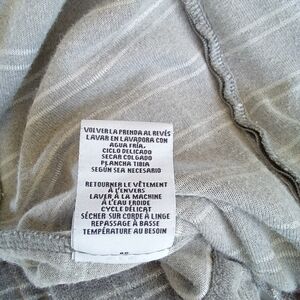 VOLVER LA PRENDA AL REVÉS
LAVAR EN LAVADORA CON
AGUA FRÍA.
CICLO DELICADO
SECAR COLGADO
PLANCHA TIBIA
SEGÚN SEA NECESARIO
RETOURNER LE VÊTEMENT
À L'ENVERS
LAVER À LA MACHINE
À L'EAU FROIDE
CYCLE DÉLICAT
SÉCHER SUR CORDE À LINGE
REPASSAGE À BASSE
TEMPÉRATURE AU BESOIN